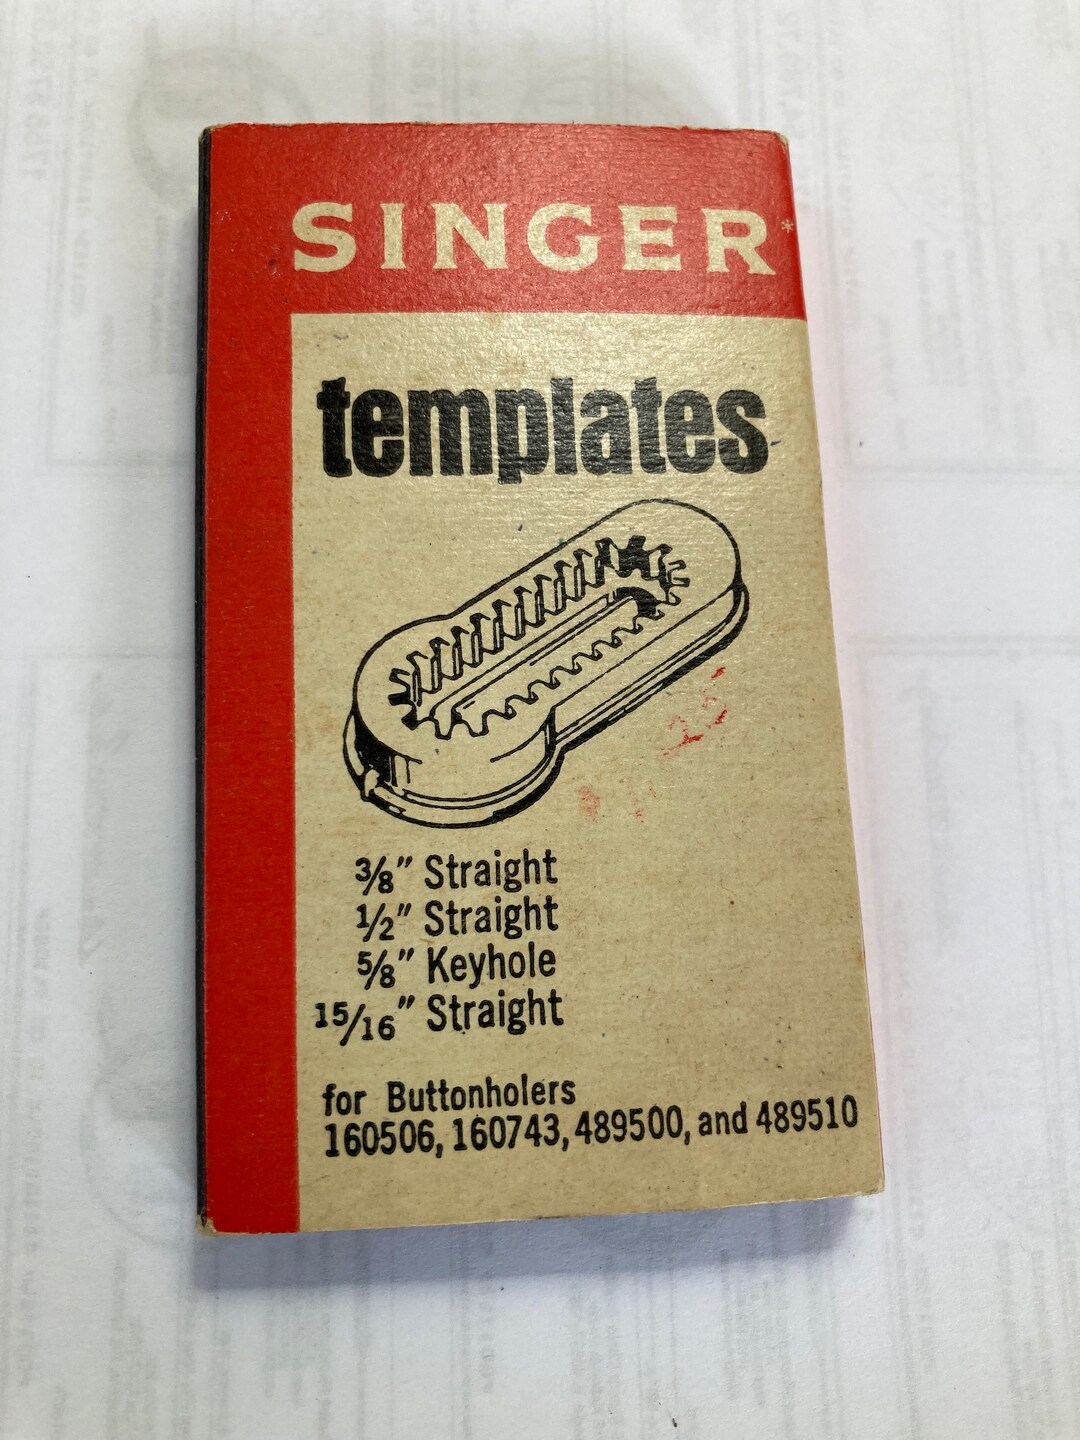 SINGER*
templates
3/8" Straight
1/2" Straight
5/8" Keyhole
15/16" Straight
for Buttonholers
160506, 160743, 489500, and 489510